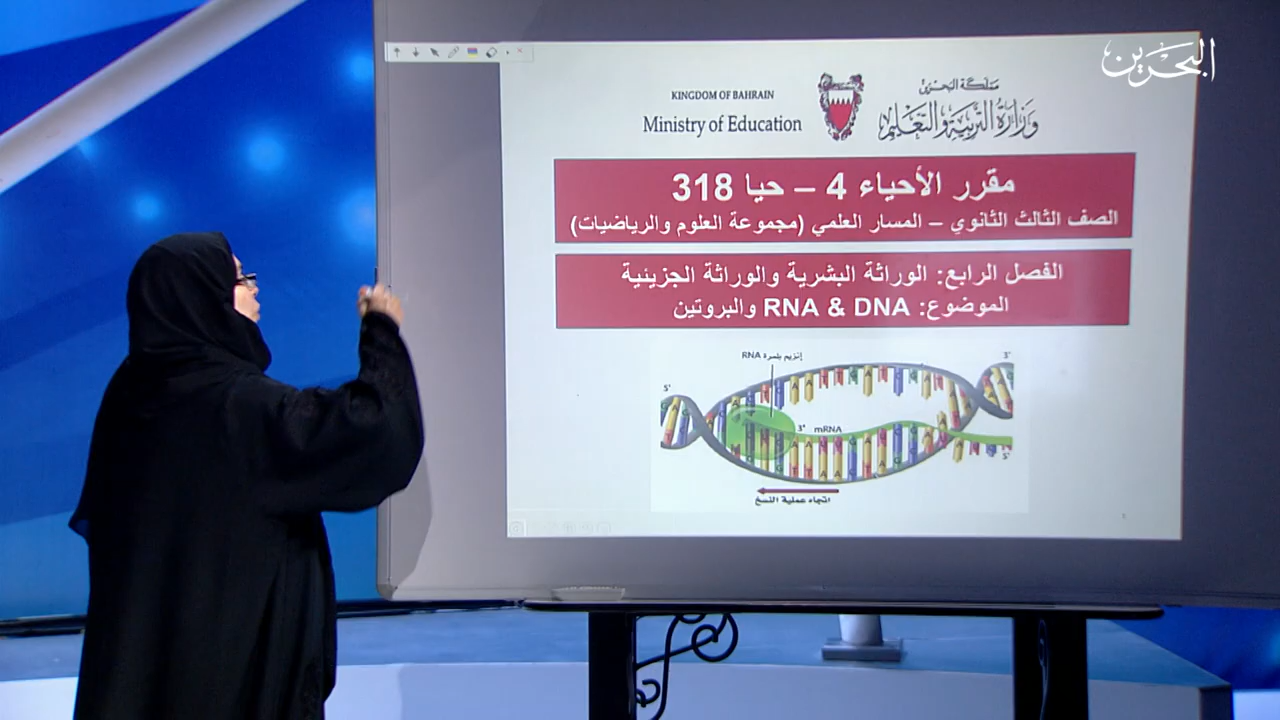 البحرين
مملكة البحرين
وزارة التربية والتعليم
KINGDOM OF BAHRAIN
Ministry of Education
مقرر الأحياء 4 – حيا 318
الصف الثالث الثانوي – المسار العلمي (مجموعة العلوم والرياضيات)
الفصل الرابع: الوراثة البشرية والوراثة الجزيئية
الموضوع: RNA & DNA والبروتين
إنزيم بلمرة RNA
3'
5'
3' mRNA
5'
اتجاه عملية النسخ